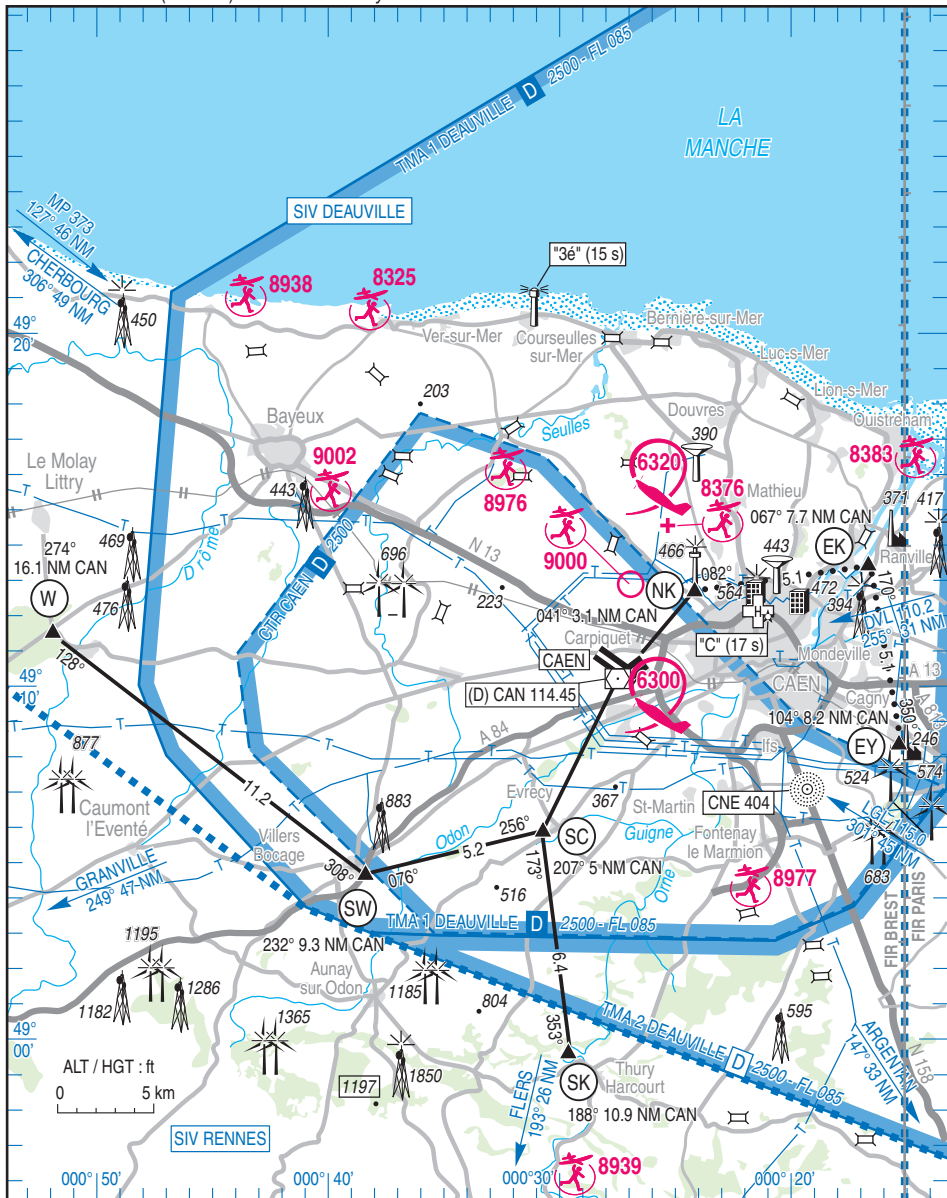 LA
MANCHE
TMA 1 DEAUVILLE D 2500 - FL 085
SIV DEAUVILLE
MP 373
127° 46 NM
CHERBOURG
306° 49 NM
450
8938
8325
"3é" (15 s)
49°
20'
Ver-sur-Mer
Courseulles
sur-Mer
Bernière-sur-Mer
Luc-s-Mer
Lion-s-Mer
Ouistreham
203
Bayeux
Seulles
Douvres
390
Le Molay
Littry
9002
443
8976
6320
8376
Mathieu
8383
371
417
469
Drôme
CTR CAEN D 2500
N 13
9000
466
067° 7.7 NM CAN
443
EK
Ranville
274°
16.1 NM CAN
W
476
696
223
NK
082°
564
5.1
472
394
170°
041° 3.1 NM CAN
H
DVL 110.2
255° 31 NM
128°
Carpiquet
"C" (17 s)
Mondeville
5.1
CAEN
6300
CAEN
A 13
49°
10'
(D) CAN 114.45
Cagny
104° 8.2 NM CAN
350°
246
A 84
Ifs
EY
524
574
877
Caumont
l'Eventé
11.2
883
Evrecy
367
St-Martin
CNE 404
Villers
Bocage
Odon
256°
5.2
SC
Guigne
Fontenay
le Marmion
207° 5 NM CAN
308°
076°
173°
Orne
683
8977
GRANVILLE
249° 47 NM
SW
516
TMA 1 DEAUVILLE D 2500 - FL 085
FIR BREST
FIR PARIS
232° 9.3 NM CAN
1195
Aunay
sur Odon
1185
6.4
1182
1286
804
TMA 2 DEAUVILLE D 2500 - FL 085
595
49°
00'
1365
353°
ARGENTAN
147° 33 NM
N 158
ALT / HGT : ft
0 5 km
1850
1197
SK
Thury
Harcourt
FLERS
193° 26 NM
188° 10.9 NM CAN
SIV RENNES
8939
000° 50'
000° 40'
000° 30'
000° 20'